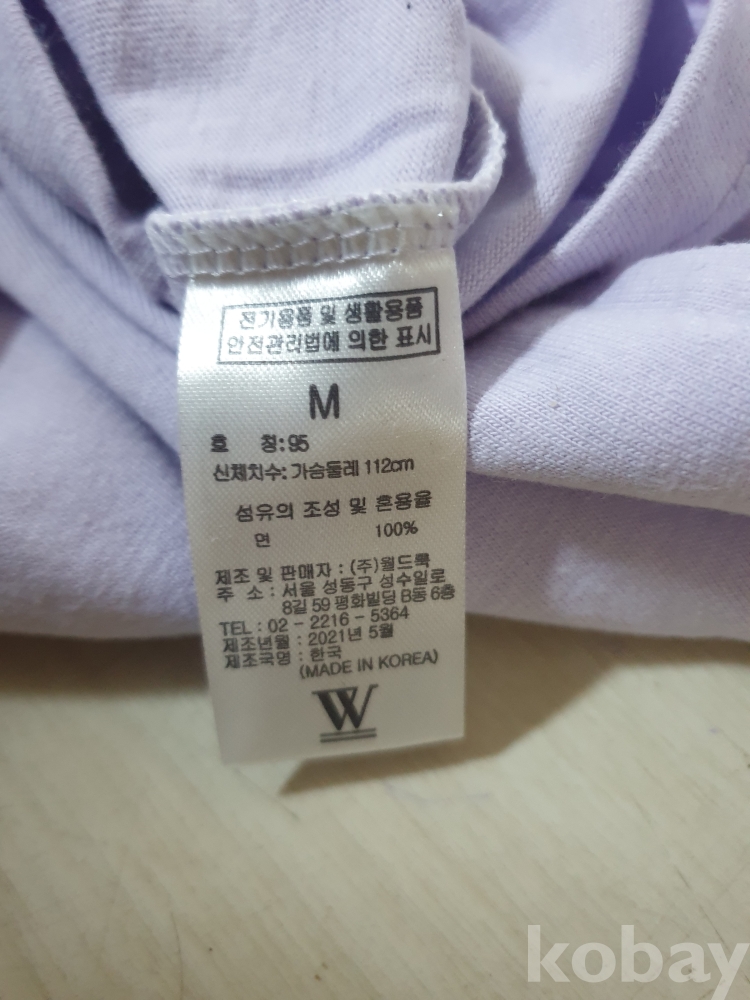 전기용품 및 생활용품
안전관리법에 의한 표시
M
호 칭:95
신체치수: 가슴둘레 112cm
섬유의 조성 및 혼용율
면 100%
제조 및 판매자 : (주)월드룩
주 소 : 서울 성동구 성수일로
8길 59 평화빌딩 B동 6층
TEL : 02 - 2216 - 5364
제조년월 : 2021년 5월
제조국명 : 한국
(MADE IN KOREA)
W
kobay